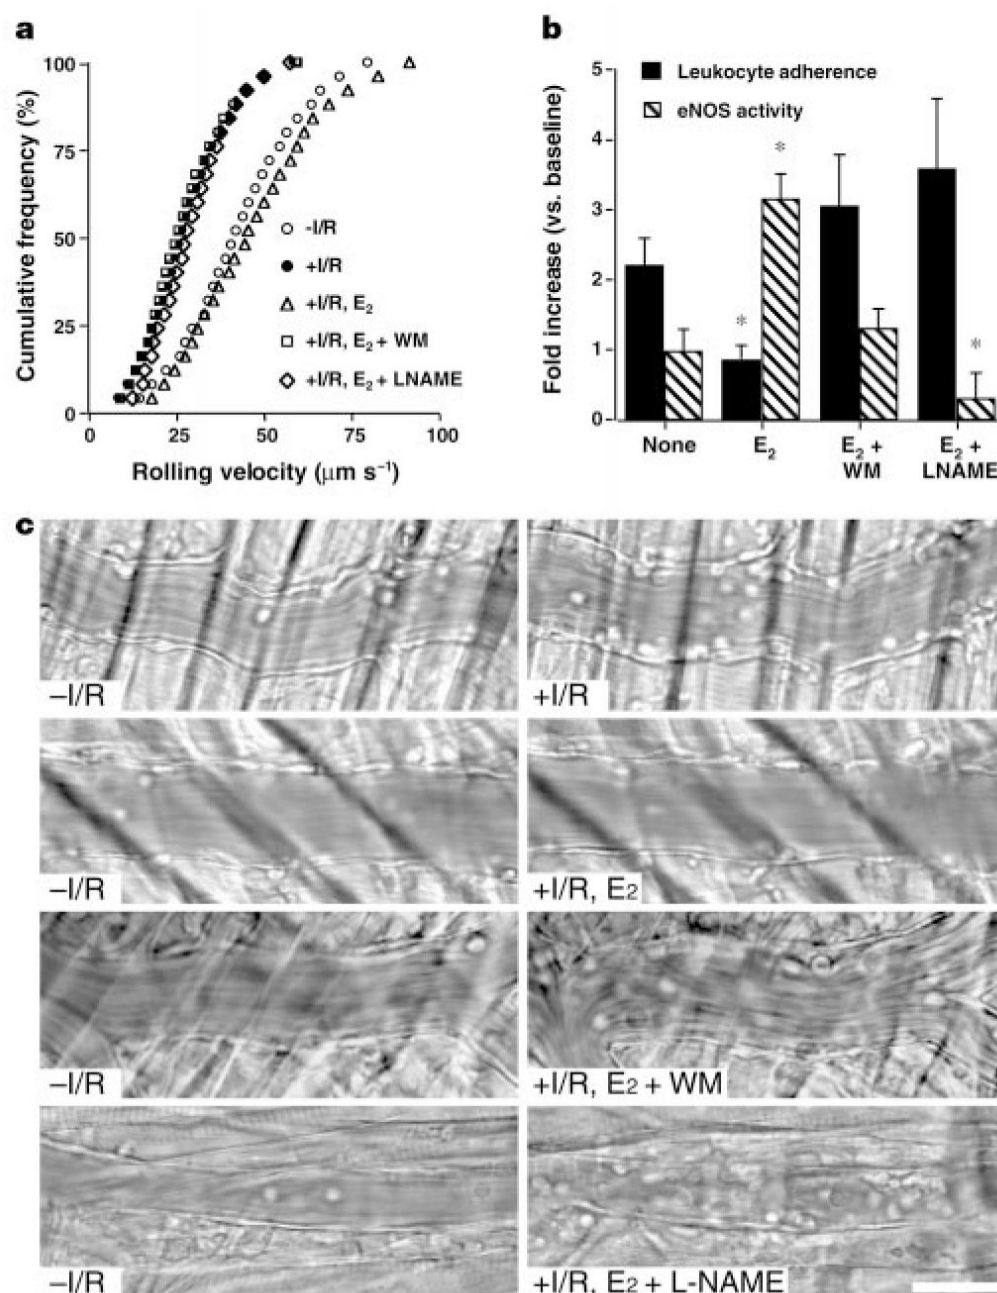 a
Cumulative frequency (%)
100
75
50
25
0
0 25 50 75 100
Rolling velocity (μm s⁻¹)
-I/R
+I/R
+I/R, E₂
+I/R, E₂ + WM
+I/R, E₂ + LNAME
b
Fold increase (vs. baseline)
5
4
3
2
1
0
Leukocyte adherence
eNOS activity
*
*
*
None
E₂
E₂ +
WM
E₂ +
LNAME
c
–I/R
+I/R
–I/R
+I/R, E₂
–I/R
+I/R, E₂ + WM
–I/R
+I/R, E₂ + L-NAME